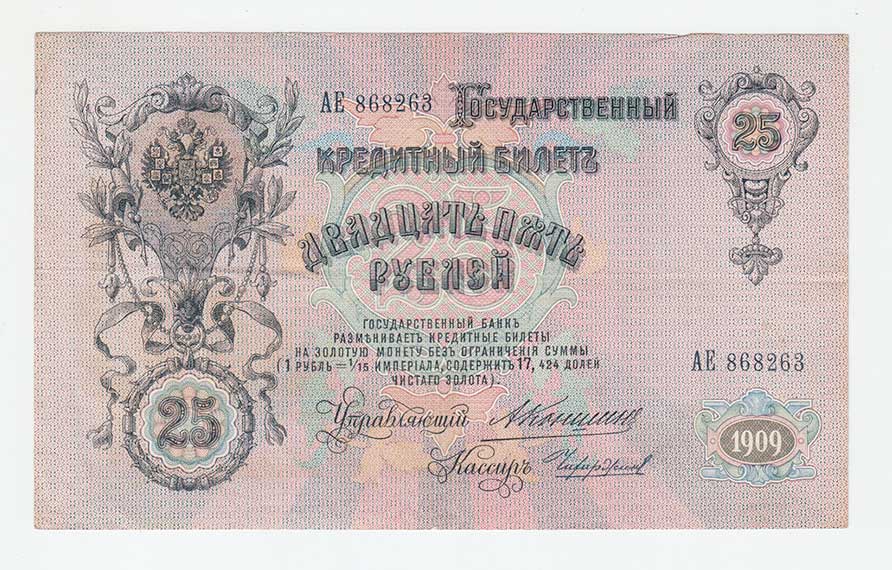 АЕ 868263
Государственный
КРЕДИТНЫЙ БИЛЕТЪ
25
ДВАДЦАТЬ ПЯТЬ
РУБЛЕЙ
ГОСУДАРСТВЕННЫЙ БАНКЪ
РАЗМѢНИВАЕТЪ КРЕДИТНЫЕ БИЛЕТЫ
НА ЗОЛОТУЮ МОНЕТУ БЕЗЪ ОГРАНИЧЕНІЯ СУММЫ
(1 РУБЛЬ = 1/15 ИМПЕРІАЛА, СОДЕРЖИТЪ 17, 424 ДОЛЕЙ
ЧИСТАГО ЗОЛОТА).
АЕ 868263
25
Управляющій АКоншинъ
Кассиръ
1909